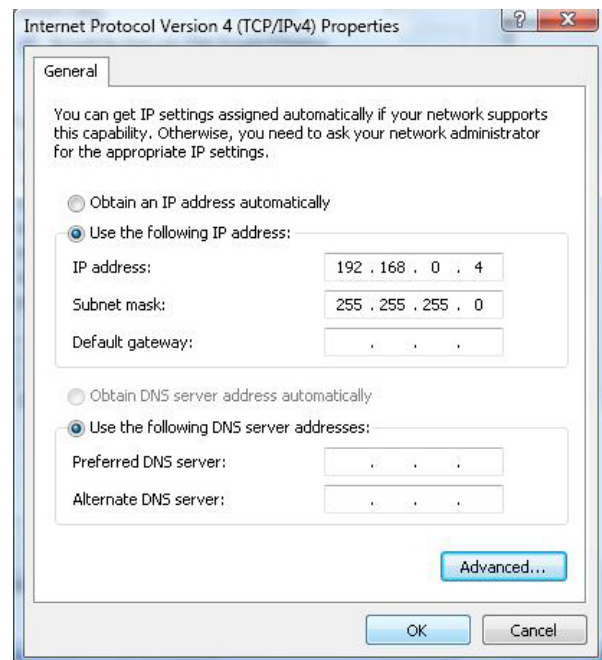 Internet Protocol Version 4 (TCP/IPv4) Properties
General
You can get IP settings assigned automatically if your network supports
this capability. Otherwise, you need to ask your network administrator
for the appropriate IP settings.
Obtain an IP address automatically
Use the following IP address:
IP address: 192 . 168 . 0 . 4
Subnet mask: 255 . 255 . 255 . 0
Default gateway: . . .
Obtain DNS server address automatically
Use the following DNS server addresses:
Preferred DNS server: . . .
Alternate DNS server: . . .
Advanced...
OK Cancel